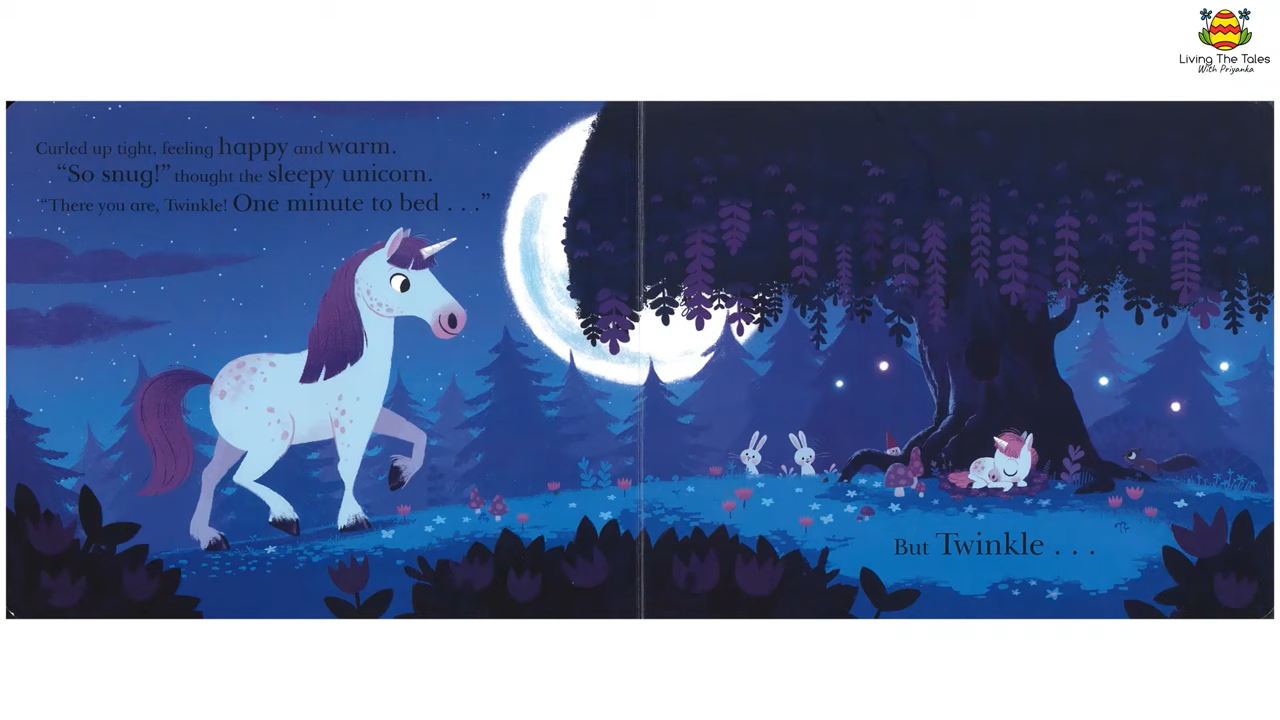 Living The Tales
With Priyanka
Curled up tight, feeling happy and warm.
“So snug!” thought the sleepy unicorn.
“There you are, Twinkle! One minute to bed . . .”
But Twinkle . . .